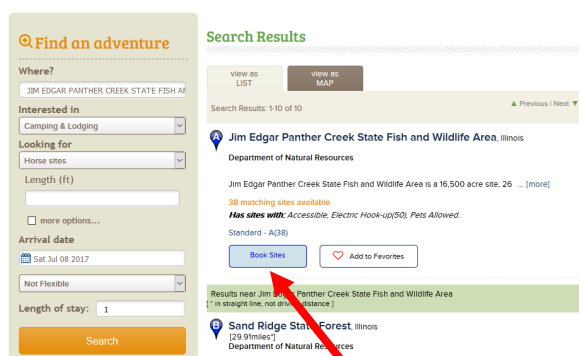 Find an adventure
Where?
JIM EDGAR PANTHER CREEK STATE FISH AN
Interested in
Camping & Lodging
Looking for
Horse sites
Length (ft)
more options...
Arrival date
Sat Jul 08 2017
Not Flexible
Length of stay: 1
Search
Search Results
view as
LIST
view as
MAP
Search Results: 1-10 of 10
Previous | Next
A
Jim Edgar Panther Creek State Fish and Wildlife Area, Illinois
Department of Natural Resources
Jim Edgar Panther Creek State Fish and Wildlife Area is a 16,500 acre site, 26 ... [more]
38 matching sites available
Has sites with: Accessible, Electric Hook-up(50), Pets Allowed.
Standard - A(38)
Book Sites
Add to Favorites
Results near Jim Edgar Panther Creek State Fish and Wildlife Area
[* in straight line, not driving distance ]
B
Sand Ridge State Forest, Illinois
[29.91miles*]
Department of Natural Resources